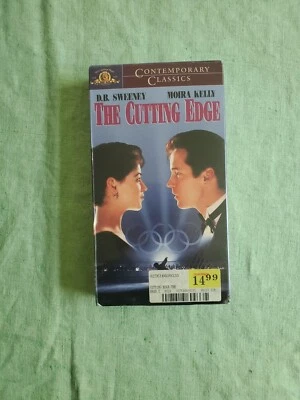 CONTEMPORARY
CLASSICS
D.B. SWEENEY MOIRA KELLY
THE CUTTING EDGE
14.99